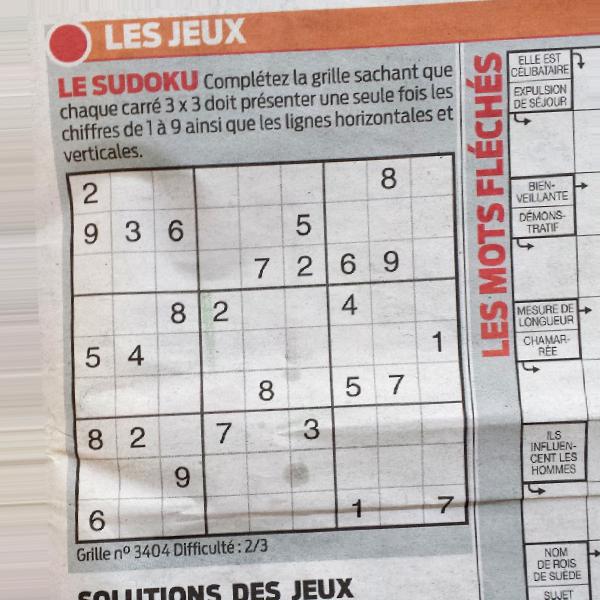 LES JEUX
LE SUDOKU Complétez la grille sachant que
chaque carré 3 x 3 doit présenter une seule fois les
chiffres de 1 à 9 ainsi que les lignes horizontales et
verticales.
2 8
9 3 6 5
7 2 6 9
8 2 4
5 4 1
8 5 7
8 2 7 3
9
6 1 7
Grille nº 3404 Difficulté : 2/3
SOLUTIONS DES JEUX
LES MOTS FLÉCHÉS
ELLE EST
CÉLIBATAIRE
EXPULSION
DE SÉJOUR
BIEN-
VEILLANTE
DÉMONS-
TRATIF
MESURE DE
LONGUEUR
CHAMAR-
RÉE
ILS
INFLUEN-
CENT LES
HOMMES
NOM
DE ROIS
DE SUÈDE
SUJET